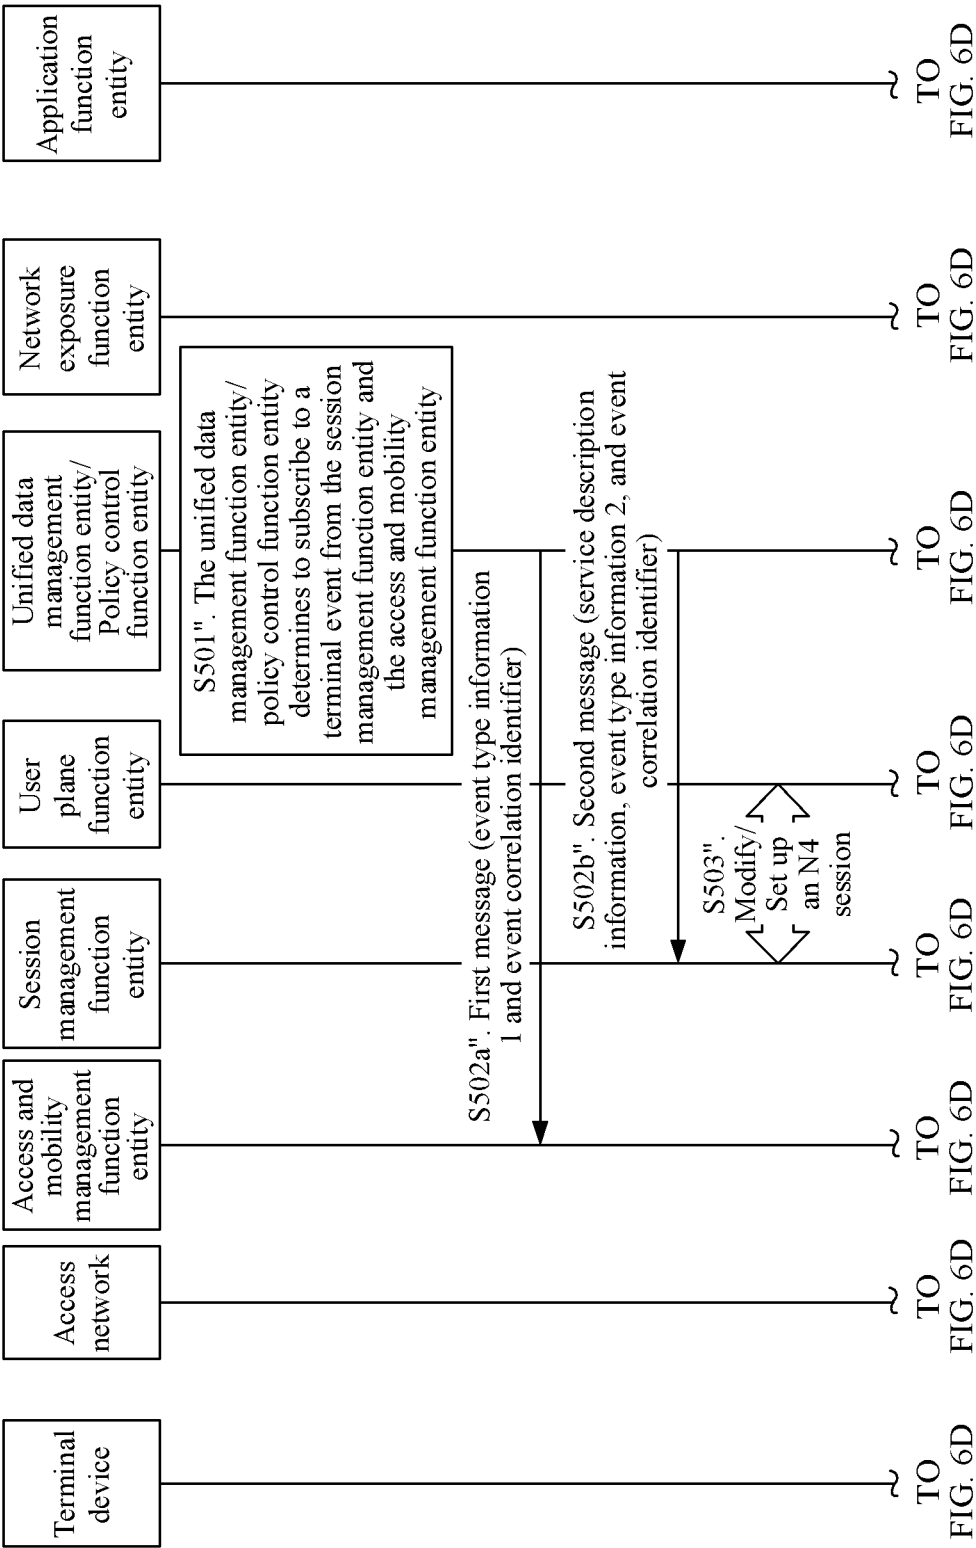 Terminal
device
Access
network
Access and
mobility
management
function
entity
Session
management
function
entity
User
plane
function
entity
Unified data
management
function entity/
Policy control
function entity
Network
exposure
function
entity
Application
function
entity
S501". The unified data
management function entity/
policy control function entity
determines to subscribe to a
terminal event from the session
management function entity and
the access and mobility
management function entity
S502a". First message (event type information
1 and event correlation identifier)
S502b". Second message (service description
information, event type information 2, and event
correlation identifier)
S503".
Modify/
Set up
an N4
session
TO
FIG. 6D
TO
FIG. 6D
TO
FIG. 6D
TO
FIG. 6D
TO
FIG. 6D
TO
FIG. 6D
TO
FIG. 6D
TO
FIG. 6D